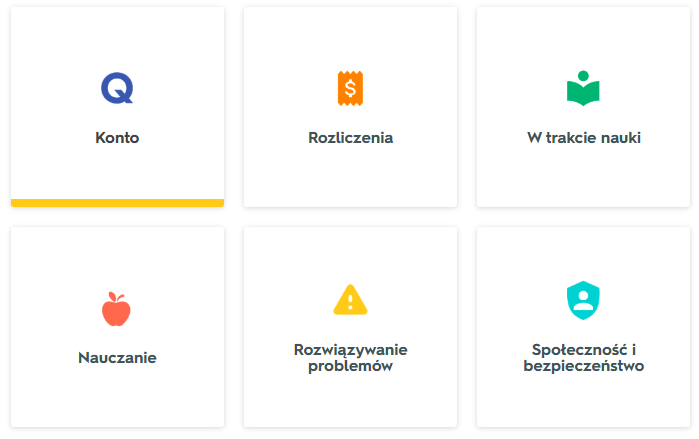 Konto
Rozliczenia
W trakcie nauki
Nauczanie
Rozwiązywanie
problemów
Społeczność i
bezpieczeństwo